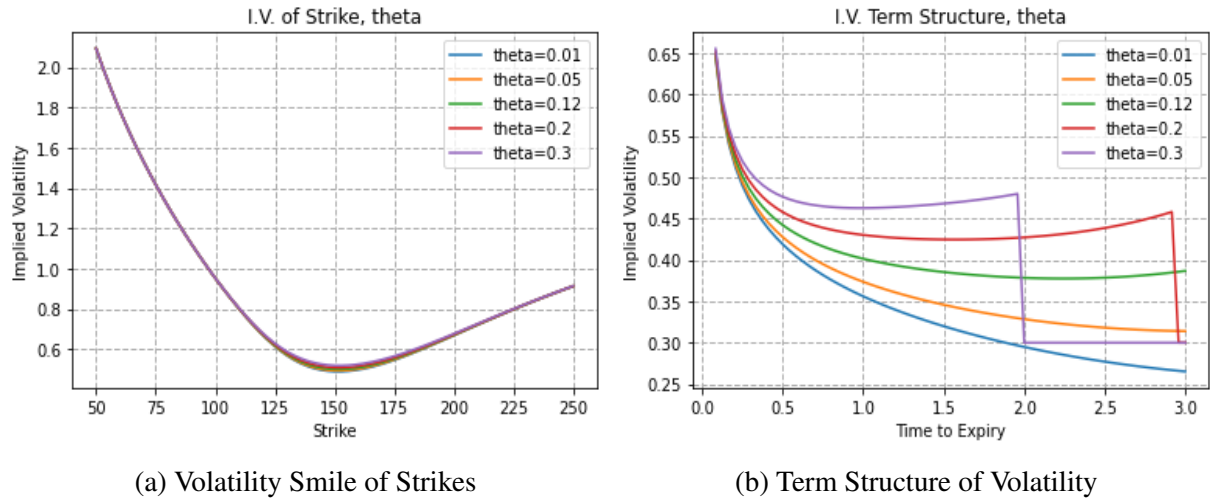 I.V. of Strike, theta
Implied Volatility
2.0
1.8
1.6
1.4
1.2
1.0
0.8
0.6
theta=0.01
theta=0.05
theta=0.12
theta=0.2
theta=0.3
50 75 100 125 150 175 200 225 250
Strike
(a) Volatility Smile of Strikes
I.V. Term Structure, theta
Implied Volatility
0.65
0.60
0.55
0.50
0.45
0.40
0.35
0.30
0.25
theta=0.01
theta=0.05
theta=0.12
theta=0.2
theta=0.3
0.0 0.5 1.0 1.5 2.0 2.5 3.0
Time to Expiry
(b) Term Structure of Volatility